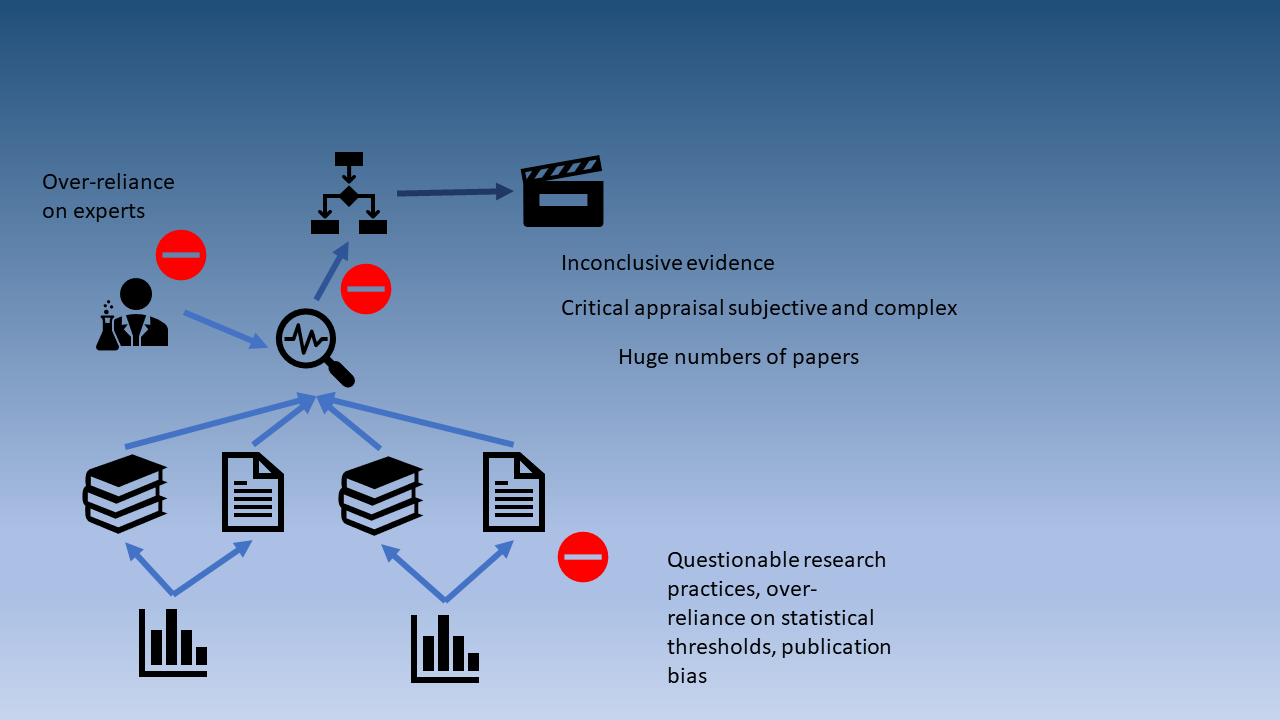 Over-reliance
on experts
Inconclusive evidence
Critical appraisal subjective and complex
Huge numbers of papers
Questionable research
practices, over-
reliance on statistical
thresholds, publication
bias